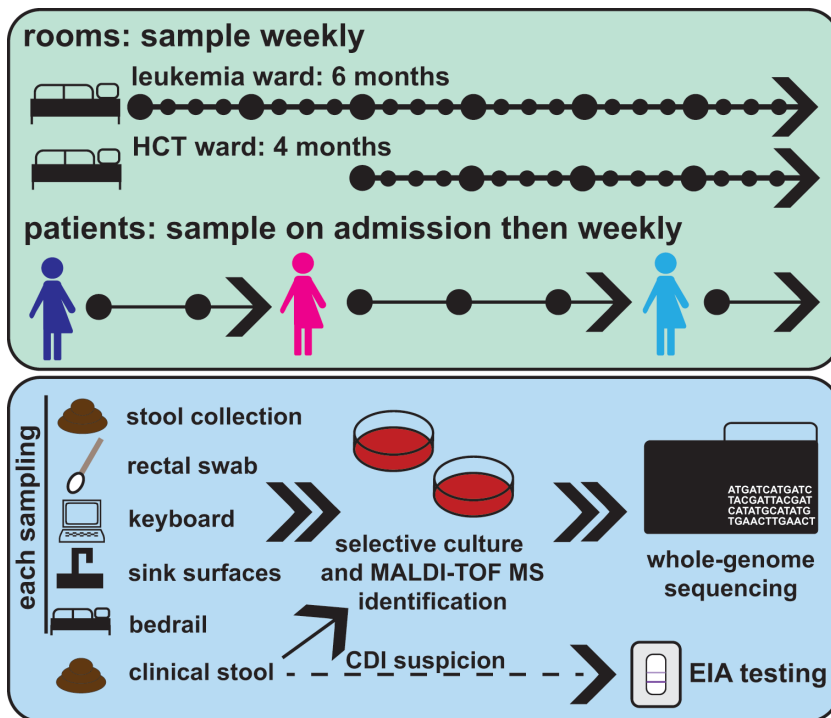 rooms: sample weekly
leukemia ward: 6 months
HCT ward: 4 months
patients: sample on admission then weekly
each sampling
stool collection
rectal swab
keyboard
sink surfaces
bedrail
clinical stool
selective culture
and MALDI-TOF MS
identification
CDI suspicion
ATGATCATGATC
TACGATTACGAT
CATATGCATATG
TGAACTTGAACT
whole-genome
sequencing
EIA testing